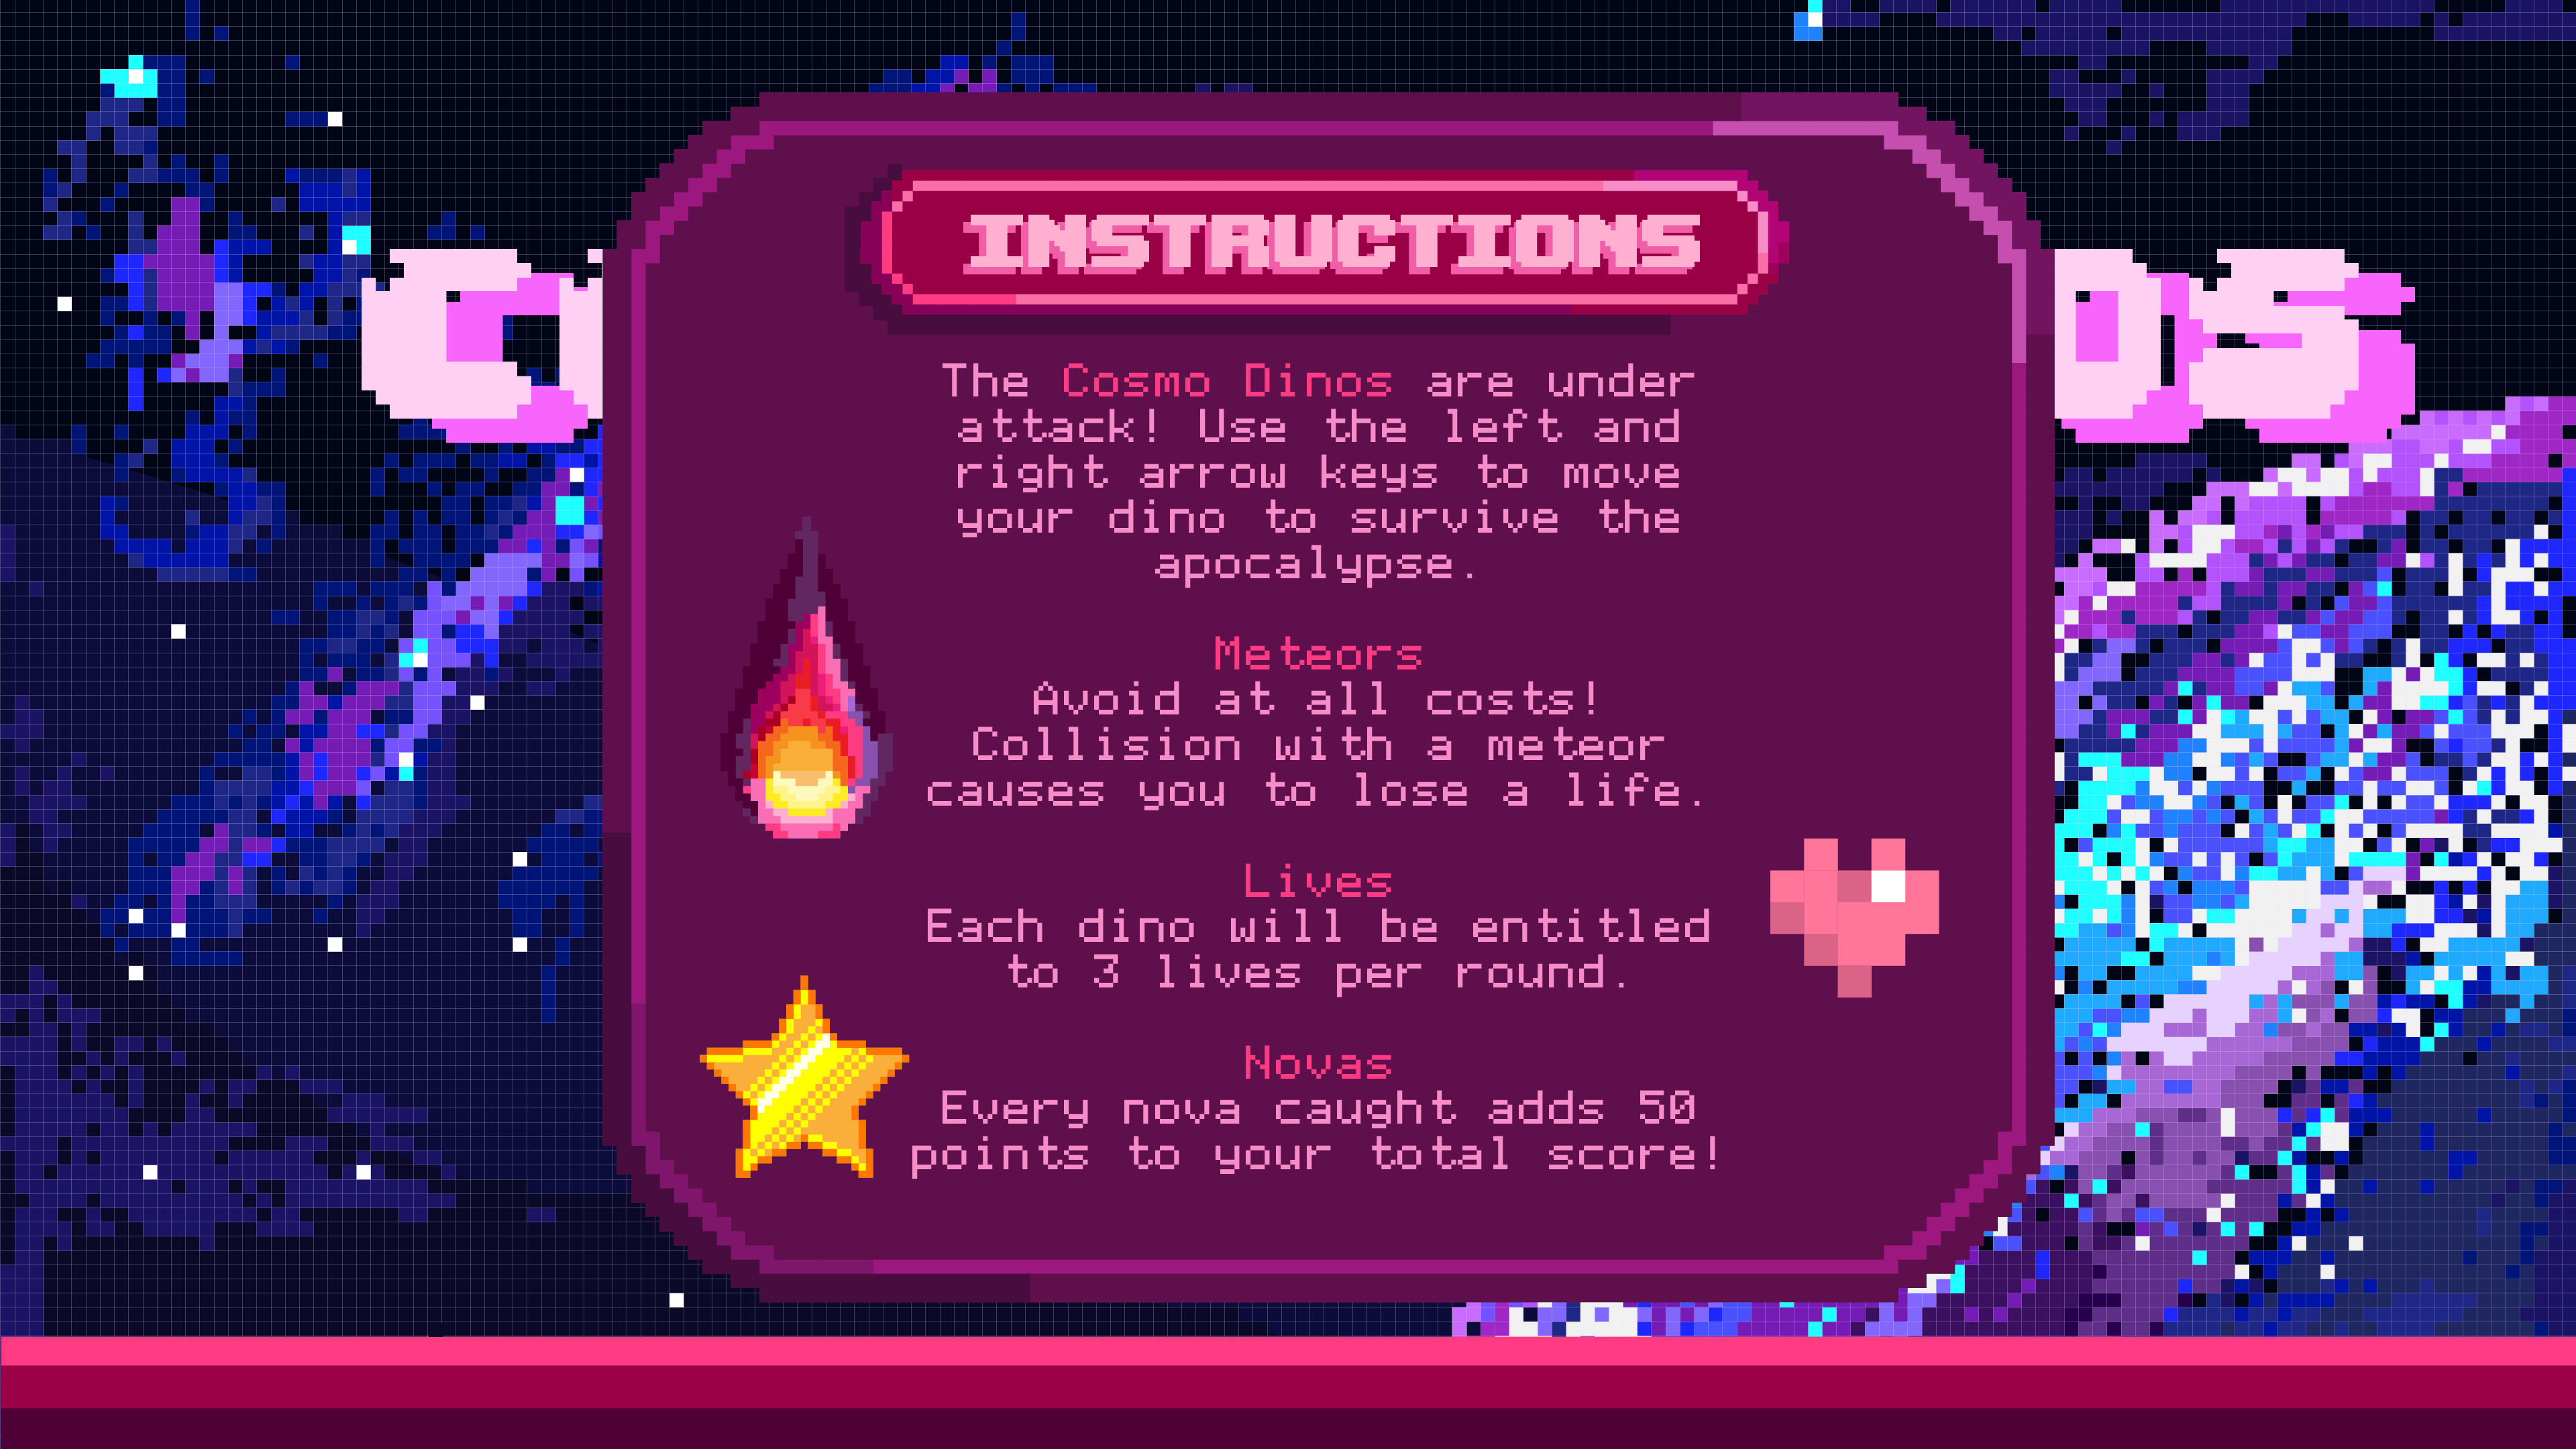 INSTRUCTIONS
The Cosmo Dinos are under
attack! Use the left and
right arrow keys to move
your dino to survive the
apocalypse.
Meteors
Avoid at all costs!
Collision with a meteor
causes you to lose a life.
Lives
Each dino will be entitled
to 3 lives per round.
Novas
Every nova caught adds 50
points to your total score!